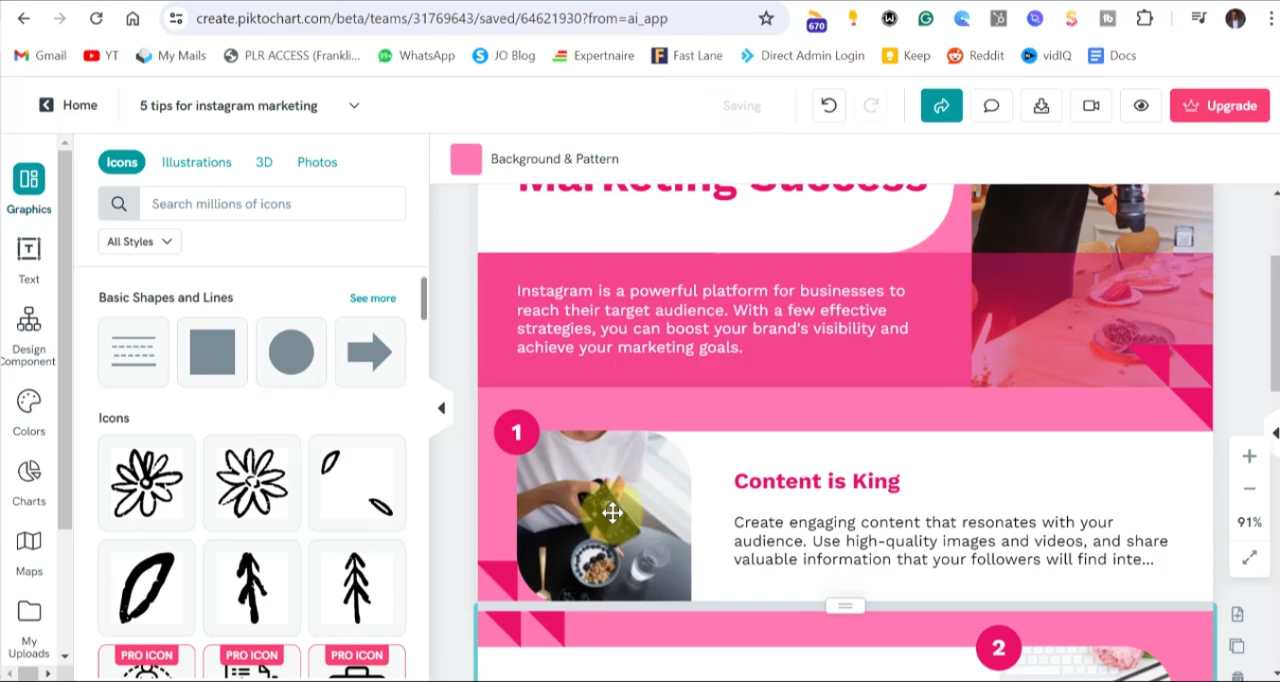 create.piktochart.com/beta/teams/31769643/saved/64621930?from=ai_app
670
Gmail YT My Mails PLR ACCESS (Frankli... WhatsApp JO Blog Expertnaire Fast Lane Direct Admin Login Keep Reddit vidIQ Docs
Home 5 tips for instagram marketing Saving Upgrade
Graphics
Text
Design
Component
Colors
Charts
Maps
My
Uploads
Icons Illustrations 3D Photos
Search millions of icons
All Styles
Basic Shapes and Lines See more
Icons
PRO ICON PRO ICON PRO ICON
Background & Pattern
Marketing Success
Instagram is a powerful platform for businesses to
reach their target audience. With a few effective
strategies, you can boost your brand's visibility and
achieve your marketing goals.
1
Content is King
Create engaging content that resonates with your
audience. Use high-quality images and videos, and share
valuable information that your followers will find inte...
2
91%